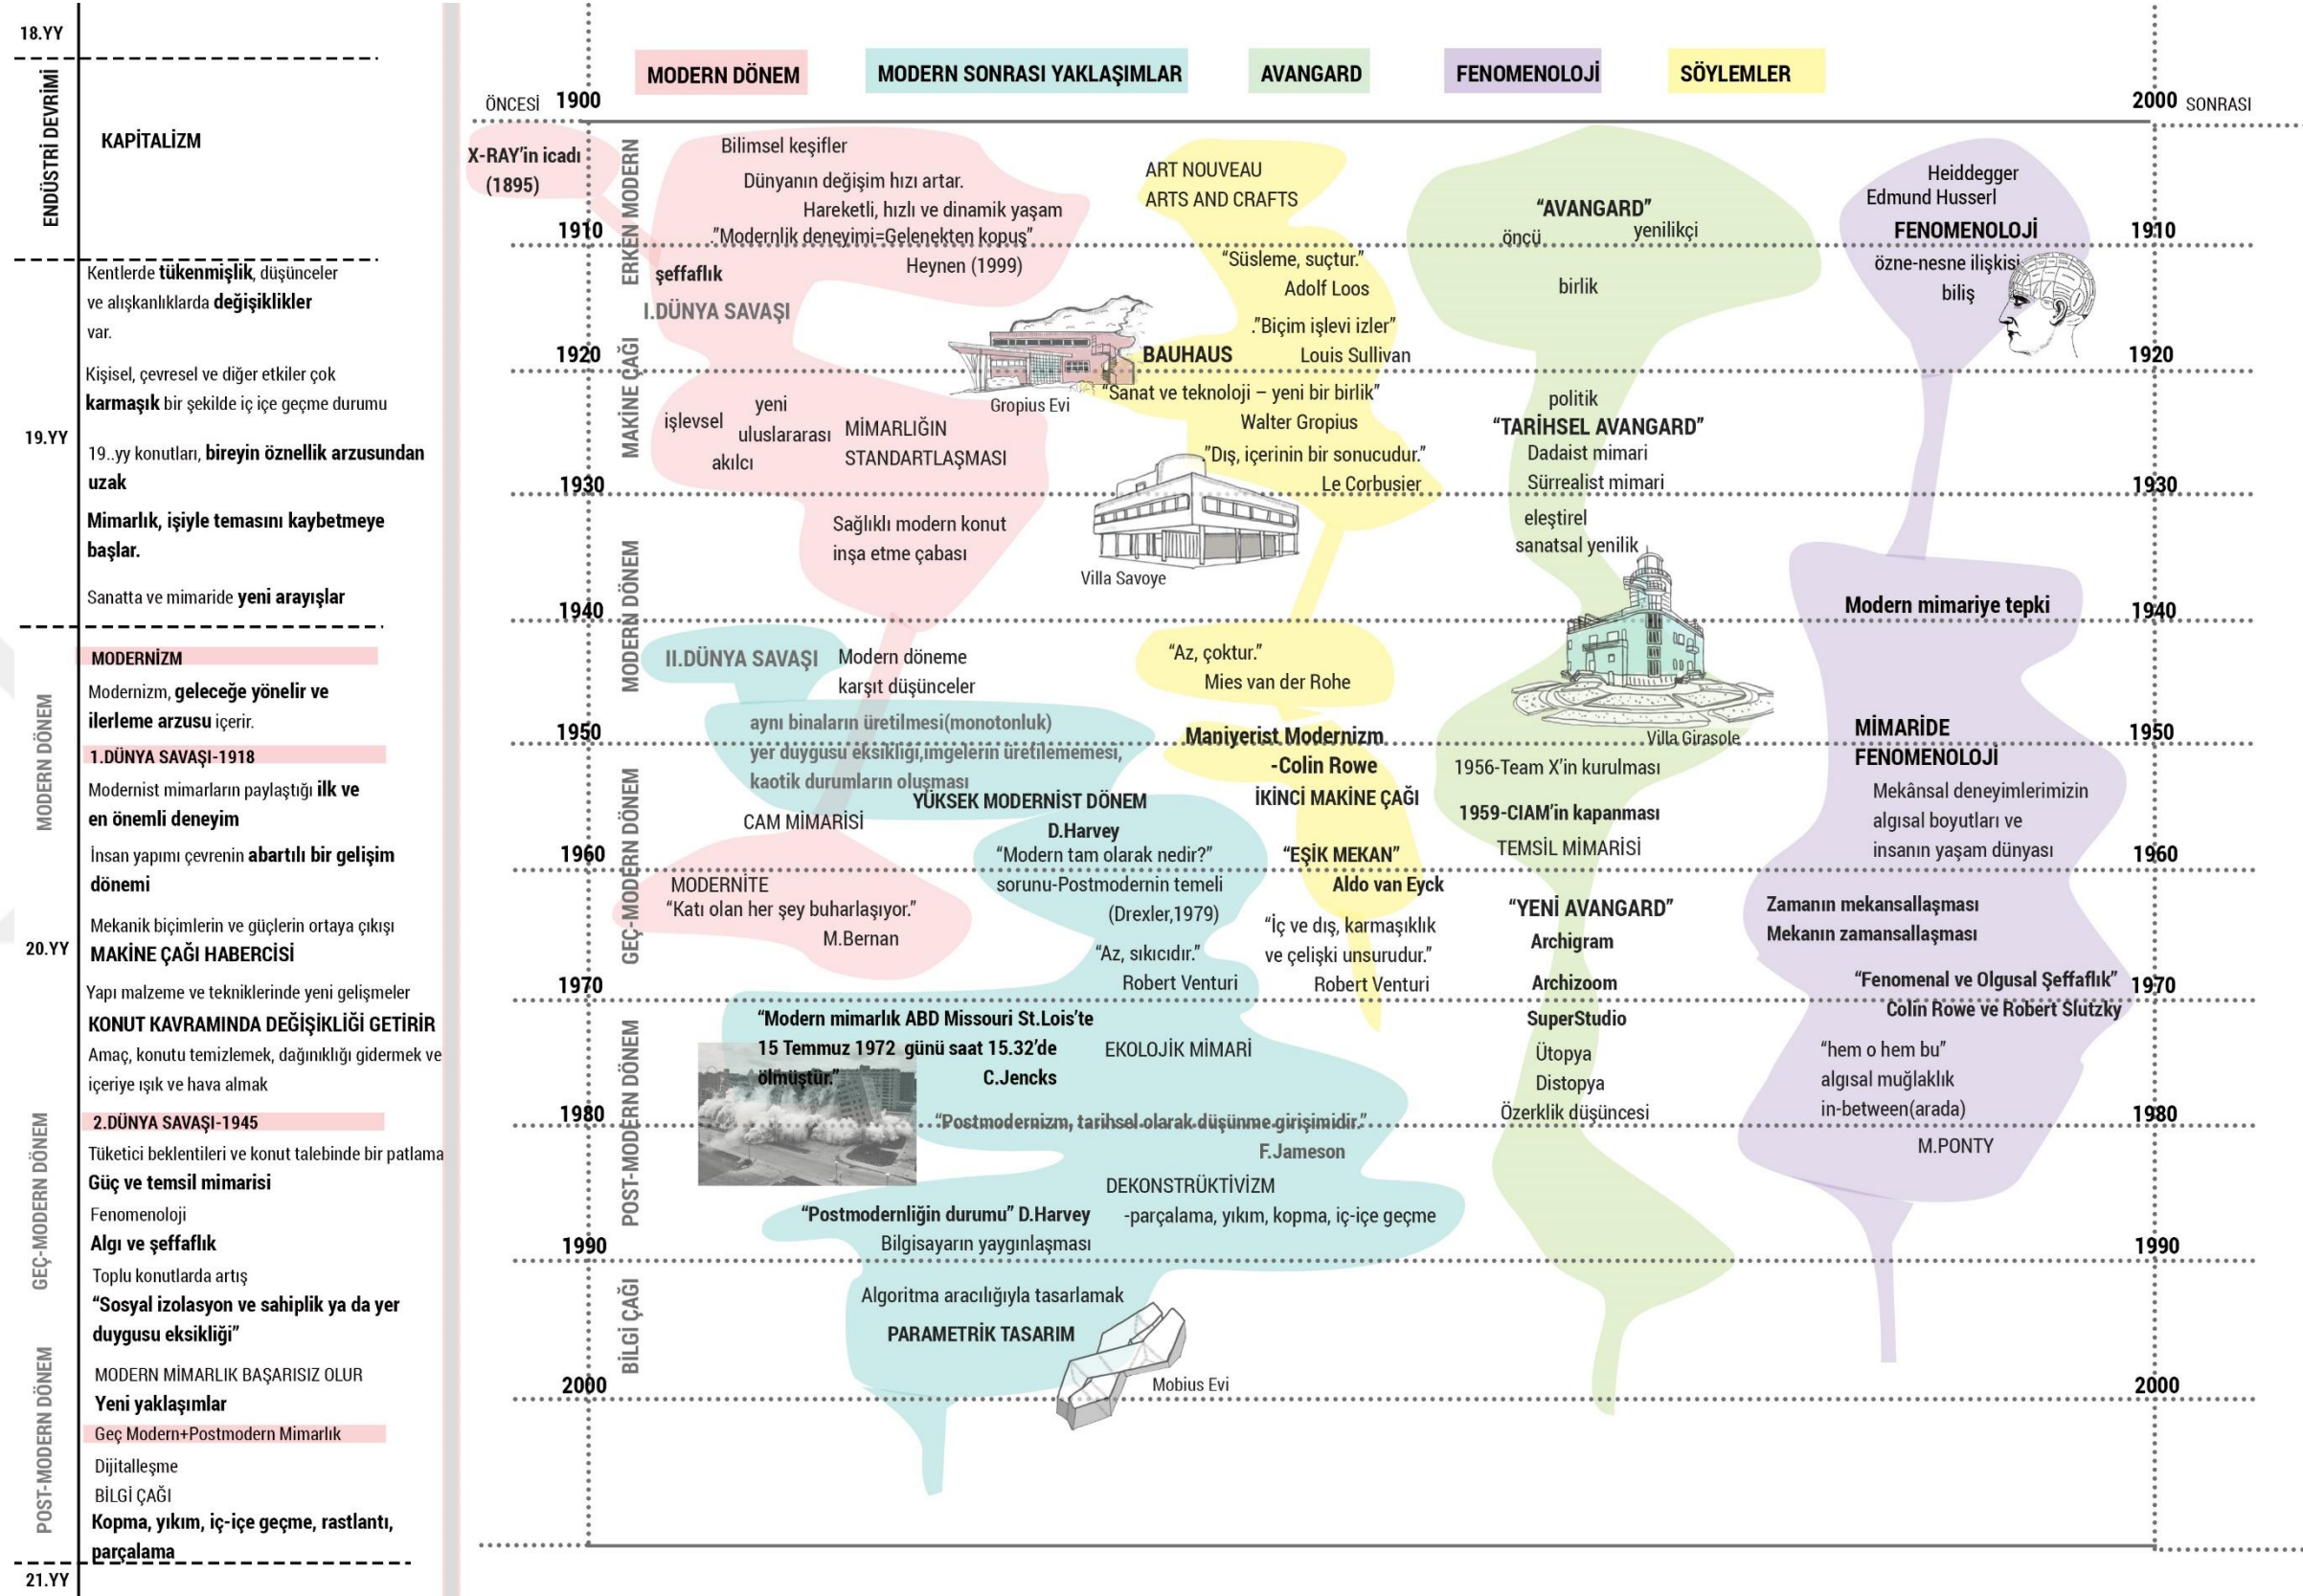 18.YY
ENDÜSTRİ DEVRİMİ
KAPİTALİZM
Kentlerde tükenmişlik, düşünceler
ve alışkanlıklarda değişiklikler
var.
Kişisel, çevresel ve diğer etkiler çok
karmaşık bir şekilde iç içe geçme durumu
19.YY
19..yy konutları, bireyin öznellik arzusundan
uzak
Mimarlık, işiyle temasını kaybetmeye
başlar.
Sanatta ve mimaride yeni arayışlar
MODERN DÖNEM
MODERNİZM
Modernizm, geleceğe yönelir ve
ilerleme arzusu içerir.
1.DÜNYA SAVAŞI-1918
Modernist mimarların paylaştığı ilk ve
en önemli deneyim
İnsan yapımı çevrenin abartılı bir gelişim
dönemi
Mekanik biçimlerin ve güçlerin ortaya çıkışı
20.YY
MAKİNE ÇAĞI HABERCİSİ
Yapı malzeme ve tekniklerinde yeni gelişmeler
KONUT KAVRAMINDA DEĞİŞİKLİĞİ GETİRİR
Amaç, konutu temizlemek, dağınıklığı gidermek ve
içeriye ışık ve hava almak
GEÇ-MODERN DÖNEM
2.DÜNYA SAVAŞI-1945
Tüketici beklentileri ve konut talebinde bir patlama
Güç ve temsil mimarisi
Fenomenoloji
Algı ve şeffaflık
Toplu konutlarda artış
“Sosyal izolasyon ve sahiplik ya da yer
duygusu eksikliği”
POST-MODERN DÖNEM
MODERN MİMARLIK BAŞARISIZ OLUR
Yeni yaklaşımlar
Geç Modern+Postmodern Mimarlık
Dijitalleşme
BİLGİ ÇAĞI
Kopma, yıkım, iç-içe geçme, rastlantı,
parçalama
21.YY
MODERN DÖNEM
MODERN SONRASI YAKLAŞIMLAR
AVANGARD
FENOMENOLOJİ
SÖYLEMLER
ÖNCESİ 1900
2000 SONRASI
1910
1920
1930
1940
1950
1960
1970
1980
1990
2000
ERKEN MODERN
MAKİNE ÇAĞI
MODERN DÖNEM
GEÇ-MODERN DÖNEM
POST-MODERN DÖNEM
BİLGİ ÇAĞI
X-RAY’in icadı
(1895)
Bilimsel keşifler
Dünyanın değişim hızı artar.
Hareketli, hızlı ve dinamik yaşam
.”Modernlik deneyimi=Gelenekten kopuş”
Heynen (1999)
şeffaflık
I.DÜNYA SAVAŞI
Gropius Evi
işlevsel
yeni
uluslararası
akılcı
MİMARLIĞIN
STANDARTLAŞMASI
Sağlıklı modern konut
inşa etme çabası
II.DÜNYA SAVAŞI
Modern döneme
karşıt düşünceler
aynı binaların üretilmesi(monotonluk)
yer duygusu eksikliği,imgelerin üretilememesi,
kaotik durumların oluşması
CAM MİMARİSİ
YÜKSEK MODERNİST DÖNEM
D.Harvey
“Modern tam olarak nedir?”
sorunu-Postmodernin temeli
(Drexler,1979)
MODERNİTE
“Katı olan her şey buharlaşıyor.”
M.Bernan
“Az, sıkıcıdır.”
Robert Venturi
“Modern mimarlık ABD Missouri St.Lois’te
15 Temmuz 1972 günü saat 15.32’de
ölmüştür.”
C.Jencks
EKOLOJİK MİMARİ
“Postmodernizm, tarihsel olarak düşünme girişimidir.”
F.Jameson
DEKONSTRÜKTİVİZM
-parçalama, yıkım, kopma, iç-içe geçme
“Postmodernliğin durumu” D.Harvey
Bilgisayarın yaygınlaşması
Algoritma aracılığıyla tasarlamak
PARAMETRİK TASARIM
Mobius Evi
ART NOUVEAU
ARTS AND CRAFTS
“Süsleme, suçtur.”
Adolf Loos
.”Biçim işlevi izler”
Louis Sullivan
BAUHAUS
“Sanat ve teknoloji – yeni bir birlik”
Walter Gropius
.”Dış, içerinin bir sonucudur.”
Le Corbusier
Villa Savoye
“Az, çoktur.”
Mies van der Rohe
Maniyerist Modernizm
-Colin Rowe
İKİNCİ MAKİNE ÇAĞI
“EŞİK MEKAN”
Aldo van Eyck
“İç ve dış, karmaşıklık
ve çelişki unsurudur.”
Robert Venturi
“AVANGARD”
öncü
yenilikçi
birlik
politik
“TARİHSEL AVANGARD”
Dadaist mimari
Sürrealist mimari
eleştirel
sanatsal yenilik
Villa Girasole
1956-Team X’in kurulması
1959-CIAM’in kapanması
TEMSİL MİMARİSİ
“YENİ AVANGARD”
Archigram
Archizoom
SuperStudio
Ütopya
Distopya
Özerklik düşüncesi
Heiddegger
Edmund Husserl
FENOMENOLOJİ
özne-nesne ilişkisi
biliş
Modern mimariye tepki
MİMARİDE
FENOMENOLOJİ
Mekânsal deneyimlerimizin
algısal boyutları ve
insanın yaşam dünyası
Zamanın mekansallaşması
Mekanın zamansallaşması
“Fenomenal ve Olgusal Şeffaflık”
Colin Rowe ve Robert Slutzky
“hem o hem bu”
algısal muğlaklık
in-between(arada)
M.PONTY
1910
1920
1930
1940
1950
1960
1970
1980
1990
2000